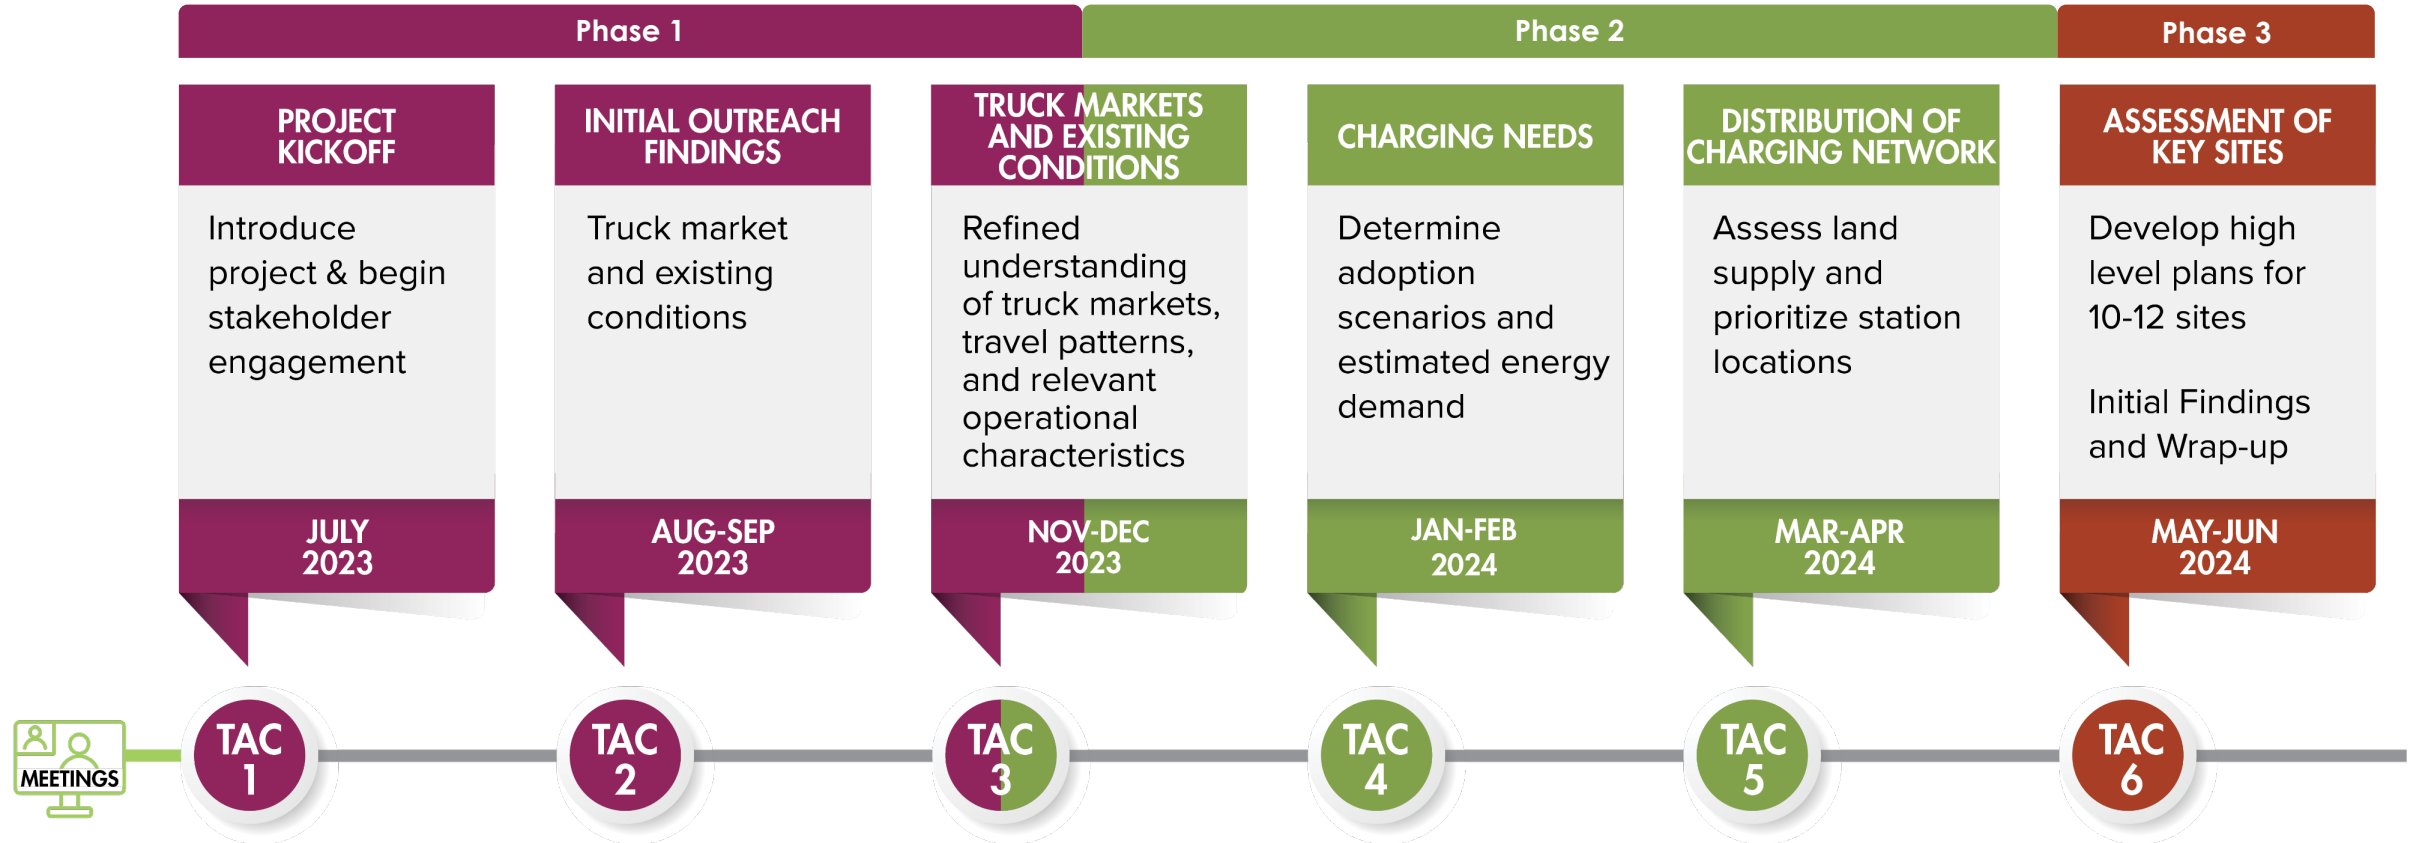 Phase 1
Phase 2
Phase 3
PROJECT
KICKOFF
Introduce
project & begin
stakeholder
engagement
JULY
2023
INITIAL OUTREACH
FINDINGS
Truck market
and existing
conditions
AUG-SEP
2023
TRUCK MARKETS
AND EXISTING
CONDITIONS
Refined
understanding
of truck markets,
travel patterns,
and relevant
operational
characteristics
NOV-DEC
2023
CHARGING NEEDS
Determine
adoption
scenarios and
estimated energy
demand
JAN-FEB
2024
DISTRIBUTION OF
CHARGING NETWORK
Assess land
supply and
prioritize station
locations
MAR-APR
2024
ASSESSMENT OF
KEY SITES
Develop high
level plans for
10-12 sites
Initial Findings
and Wrap-up
MAY-JUN
2024
MEETINGS
TAC
1
TAC
2
TAC
3
TAC
4
TAC
5
TAC
6